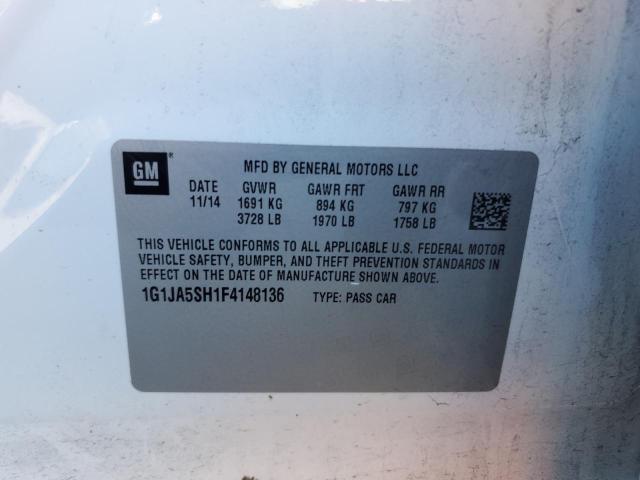 GM® MFD BY GENERAL MOTORS LLC
DATE GVWR GAWR FRT GAWR RR
11/14 1691 KG 894 KG 797 KG
3728 LB 1970 LB 1758 LB
THIS VEHICLE CONFORMS TO ALL APPLICABLE U.S. FEDERAL MOTOR
VEHICLE SAFETY, BUMPER, AND THEFT PREVENTION STANDARDS IN
EFFECT ON THE DATE OF MANUFACTURE SHOWN ABOVE.
1G1JA5SH1F4148136 TYPE: PASS CAR